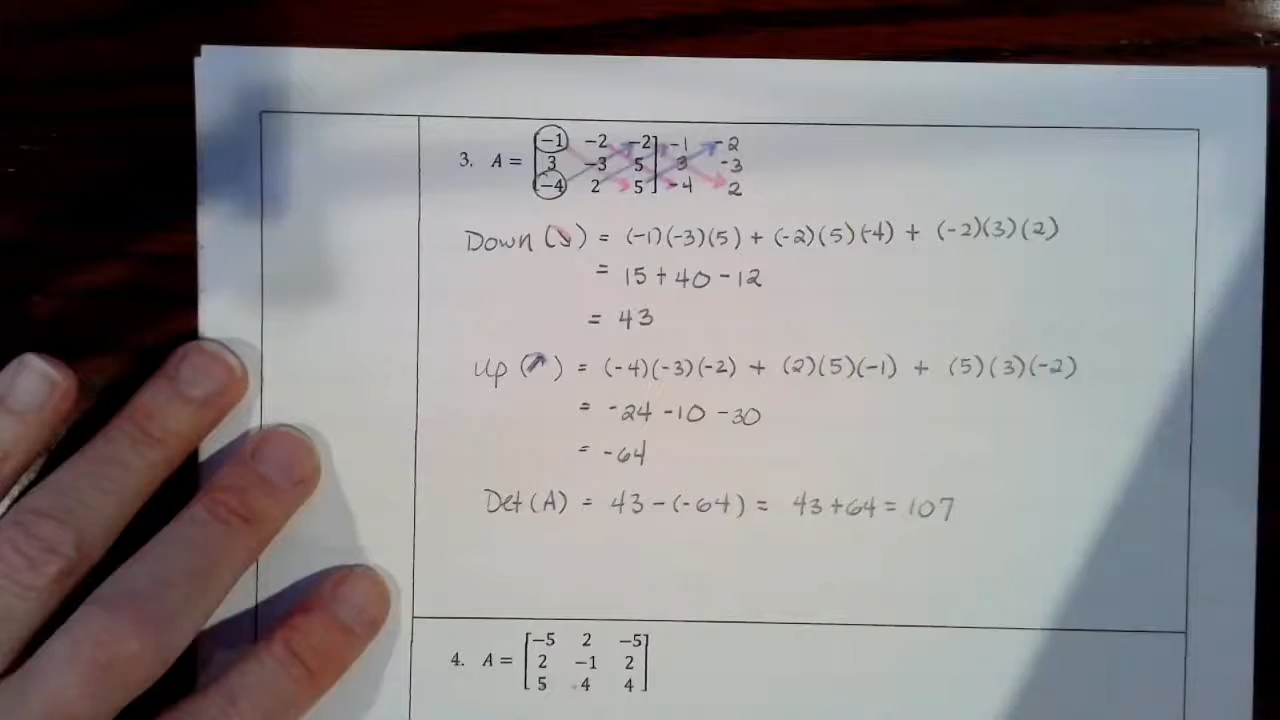 -1 -2 -2 -1 -2
3. A = 3 -3 5 3 -3
-4 2 5 -4 2
Down (↘) = (-1)(-3)(5) + (-2)(5)(-4) + (-2)(3)(2)
= 15 + 40 - 12
= 43
Up (↗) = (-4)(-3)(-2) + (2)(5)(-1) + (5)(3)(-2)
= -24 - 10 - 30
= -64
Det(A) = 43 - (-64) = 43 + 64 = 107
-5 2 -5
4. A = 2 -1 2
5 4 4